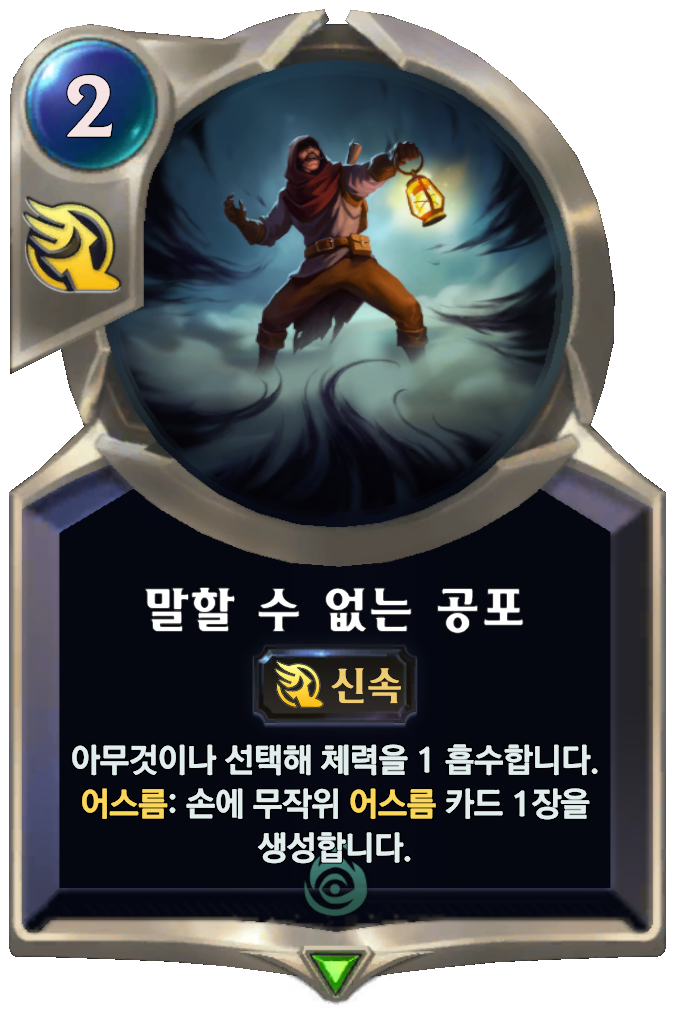 2
말할 수 없는 공포
신속
아무것이나 선택해 체력을 1 흡수합니다.
어스름: 손에 무작위 어스름 카드 1장을
생성합니다.